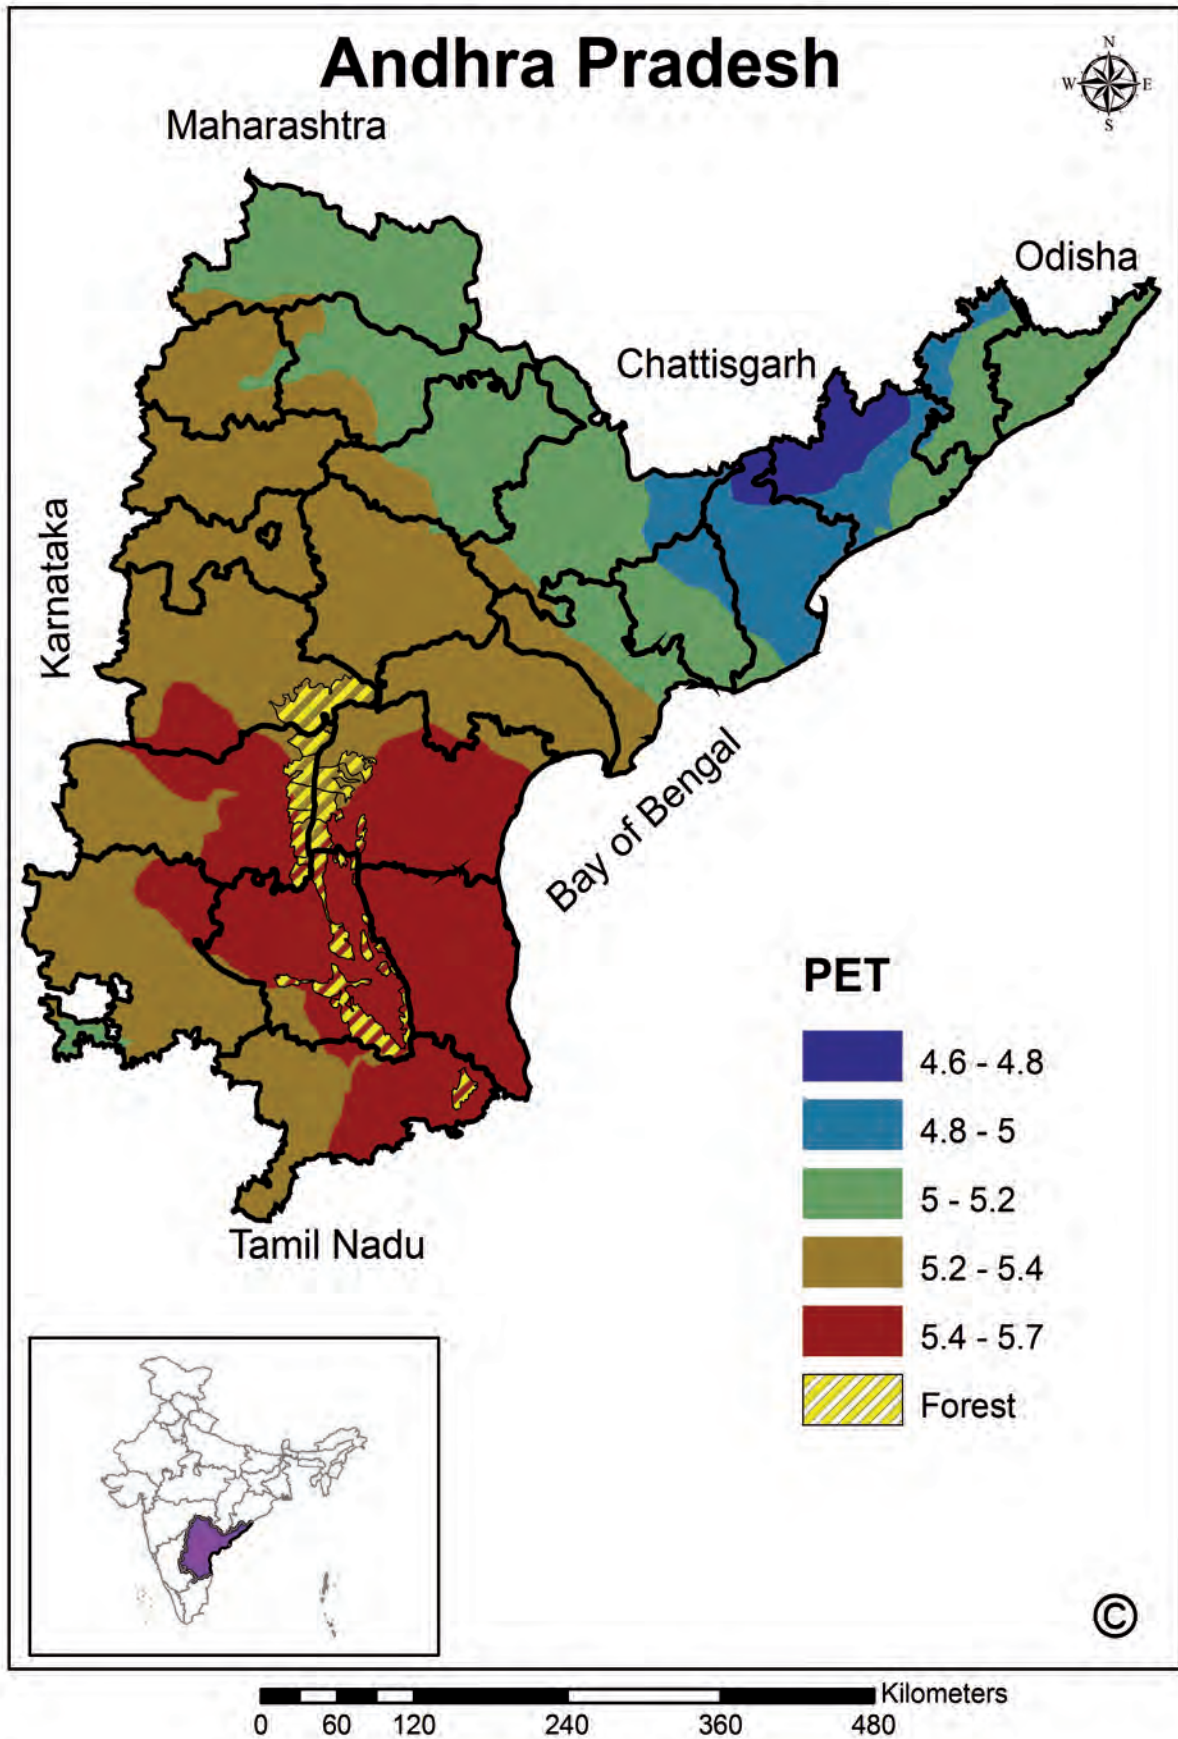 Andhra Pradesh
N
W E
S
Maharashtra
Odisha
Chattisgarh
Karnataka
Bay of Bengal
Tamil Nadu
PET
4.6 - 4.8
4.8 - 5
5 - 5.2
5.2 - 5.4
5.4 - 5.7
Forest
©
Kilometers
0 60 120 240 360 480